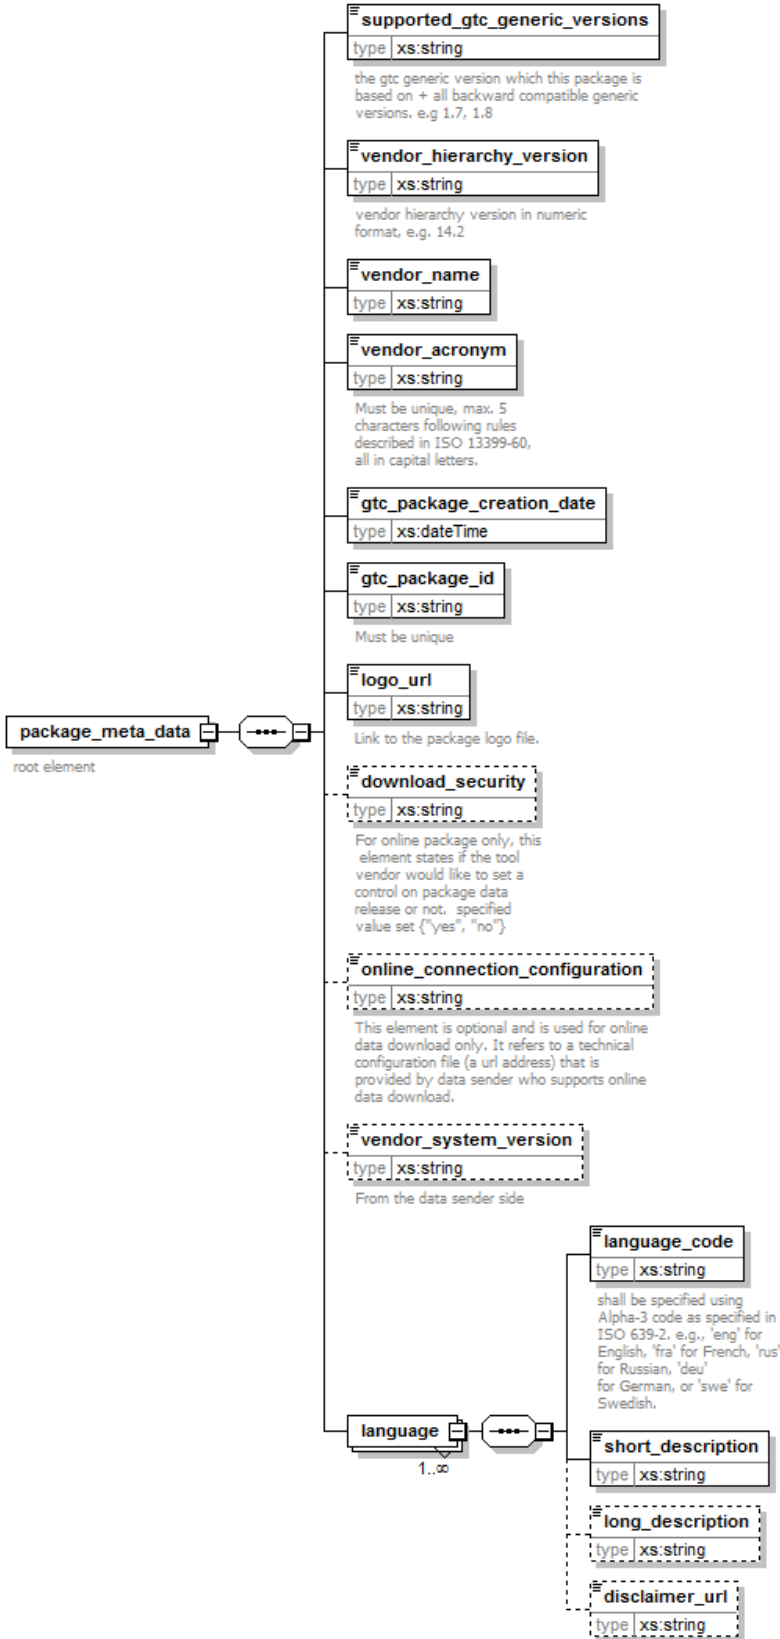 supported_gtc_generic_versions
type xs:string
the gtc generic version which this package is
based on + all backward compatible generic
versions. e.g 1.7, 1.8
vendor_hierarchy_version
type xs:string
vendor hierarchy version in numeric
format, e.g. 14.2
vendor_name
type xs:string
vendor_acronym
type xs:string
Must be unique, max. 5
characters following rules
described in ISO 13399-60,
all in capital letters.
gtc_package_creation_date
type xs:dateTime
gtc_package_id
type xs:string
Must be unique
logo_url
type xs:string
Link to the package logo file.
package_meta_data
root element
download_security
type xs:string
For online package only, this
element states if the tool
vendor would like to set a
control on package data
release or not. specified
value set {"yes", "no"}
online_connection_configuration
type xs:string
This element is optional and is used for online
data download only. It refers to a technical
configuration file (a url address) that is
provided by data sender who supports online
data download.
vendor_system_version
type xs:string
From the data sender side
language
1..∞
language_code
type xs:string
shall be specified using
Alpha-3 code as specified in
ISO 639-2. e.g., 'eng' for
English, 'fra' for French, 'rus'
for Russian, 'deu'
for German, or 'swe' for
Swedish.
short_description
type xs:string
long_description
type xs:string
disclaimer_url
type xs:string